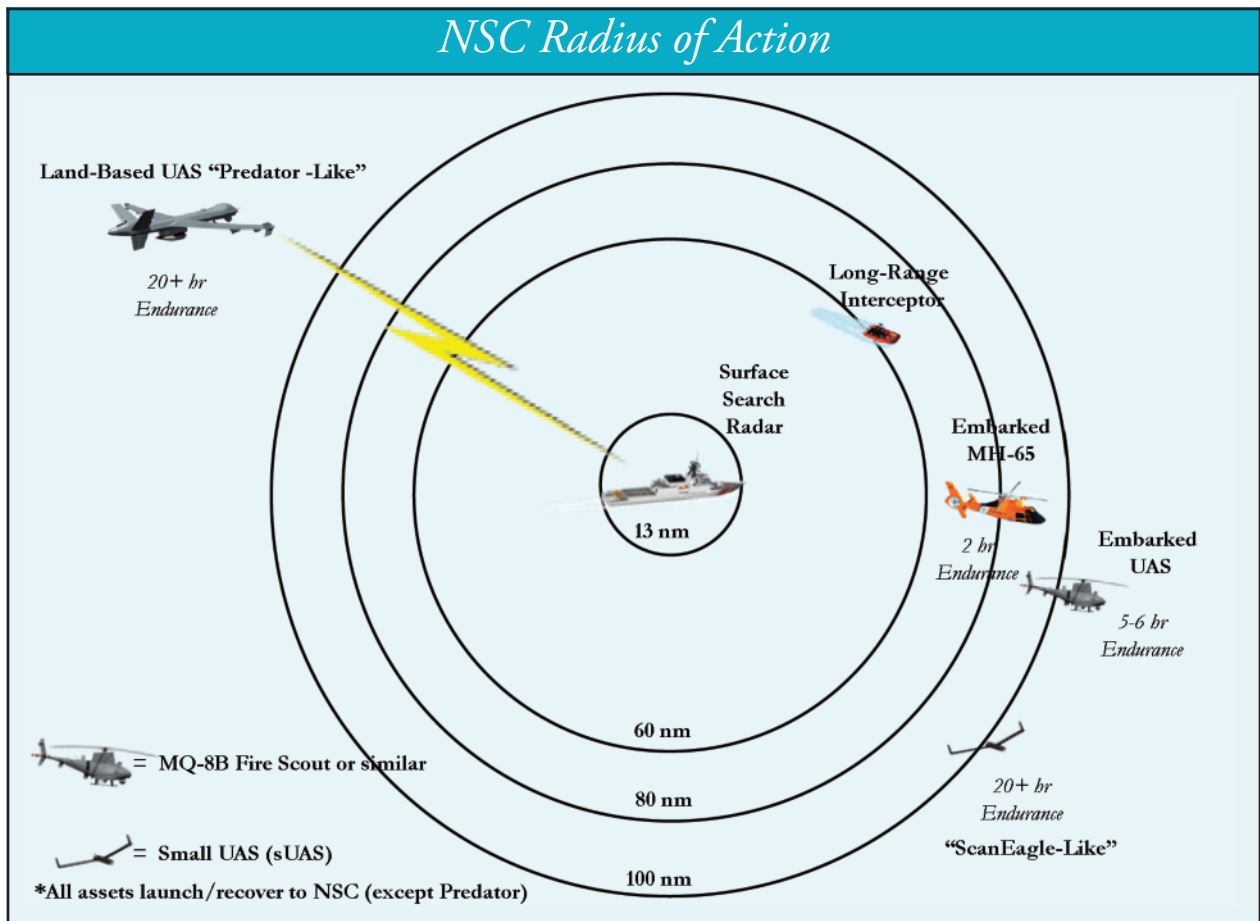 NSC Radius of Action
Land-Based UAS “Predator -Like”
20+ hr
Endurance
Long-Range
Interceptor
Surface
Search
Radar
Embarked
MH-65
2 hr
Endurance
Embarked
UAS
5-6 hr
Endurance
13 nm
60 nm
80 nm
100 nm
20+ hr
Endurance
“ScanEagle-Like”
= MQ-8B Fire Scout or similar
= Small UAS (sUAS)
*All assets launch/recover to NSC (except Predator)